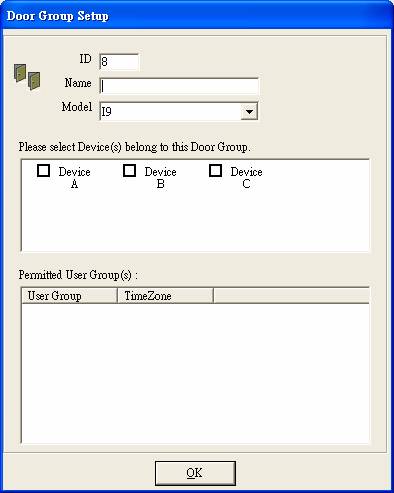 Door Group Setup
ID 8
Name
Model I9
Please select Device(s) belong to this Door Group.
Device A Device B Device C
Permitted User Group(s) :
User Group TimeZone
OK